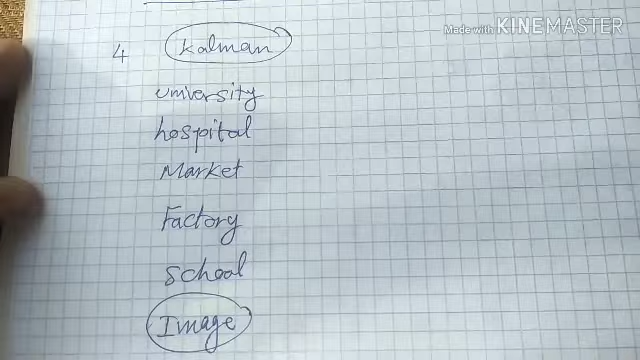 Made with KINEMASTER
4 Kalman
University
hospital
Market
Factory
School
Image